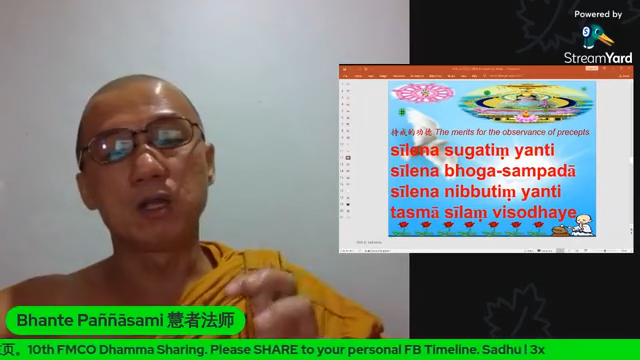 Powered by
StreamYard
持戒的功德 The merits for the observance of precepts
sīlena sugatiṃ yanti
sīlena bhoga-sampadā
sīlena nibbutiṃ yanti
tasmā sīlaṃ visodhaye
Bhante Paññāsami 慧者法师
页。10th FMCO Dhamma Sharing. Please SHARE to your personal FB Timeline. Sadhu! 3x